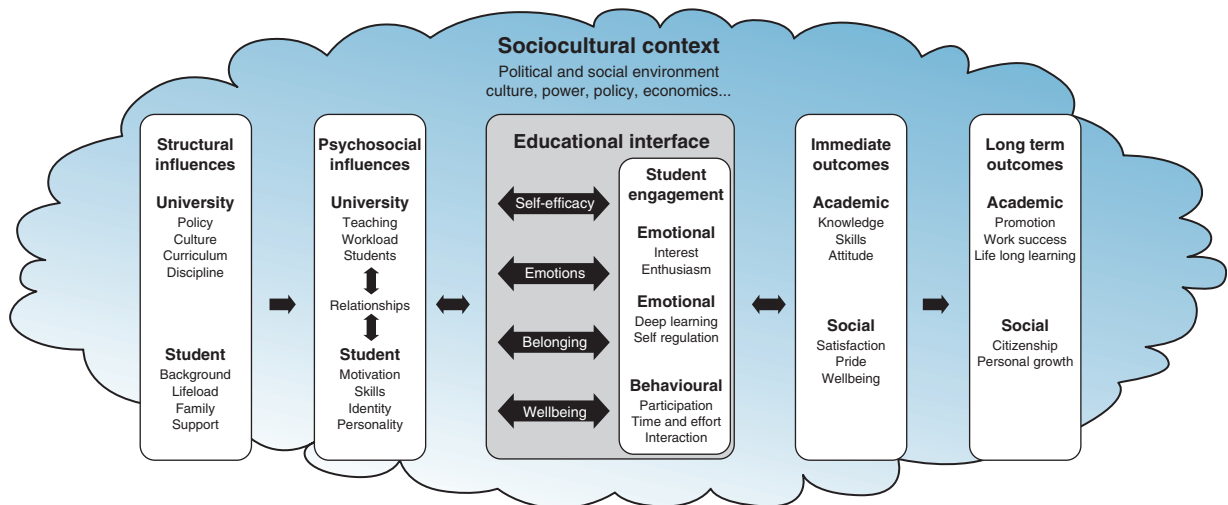 Sociocultural context
Political and social environment
culture, power, policy, economics...
Structural
influences
University
Policy
Culture
Curriculum
Discipline
Student
Background
Lifeload
Family
Support
Psychosocial
influences
University
Teaching
Workload
Students
Relationships
Student
Motivation
Skills
Identity
Personality
Educational interface
Self-efficacy
Emotions
Belonging
Wellbeing
Student
engagement
Emotional
Interest
Enthusiasm
Emotional
Deep learning
Self regulation
Behavioural
Participation
Time and effort
Interaction
Immediate
outcomes
Academic
Knowledge
Skills
Attitude
Social
Satisfaction
Pride
Wellbeing
Long term
outcomes
Academic
Promotion
Work success
Life long learning
Social
Citizenship
Personal growth